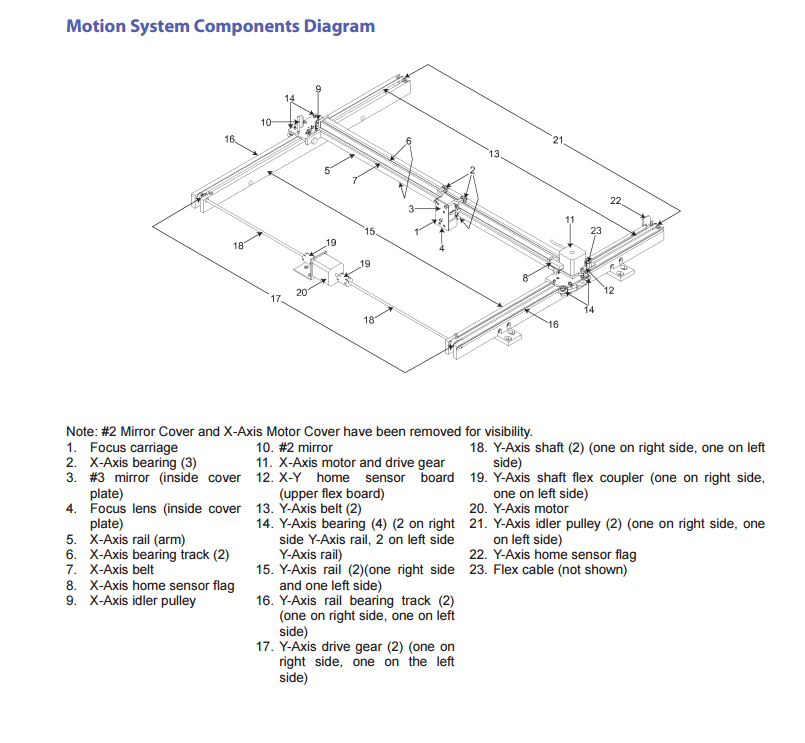 Motion System Components Diagram
9
14
10
16
6
21
13
5
2
7
22
3
11
1
15
23
4
18
19
19
8
20
12
17
14
18
16
Note: #2 Mirror Cover and X-Axis Motor Cover have been removed for visibility.
1. Focus carriage
2. X-Axis bearing (3)
3. #3 mirror (inside cover
plate)
4. Focus lens (inside cover
plate)
5. X-Axis rail (arm)
6. X-Axis bearing track (2)
7. X-Axis belt
8. X-Axis home sensor flag
9. X-Axis idler pulley
10. #2 mirror
11. X-Axis motor and drive gear
12. X-Y home sensor board
(upper flex board)
13. Y-Axis belt (2)
14. Y-Axis bearing (4) (2 on right
side Y-Axis rail, 2 on left side
Y-Axis rail)
15. Y-Axis rail (2)(one right side
and one left side)
16. Y-Axis rail bearing track (2)
(one on right side, one on left
side)
17. Y-Axis drive gear (2) (one on
right side, one on the left
side)
18. Y-Axis shaft (2) (one on right side, one on left
side)
19. Y-Axis shaft flex coupler (one on right side,
one on left side)
20. Y-Axis motor
21. Y-Axis idler pulley (2) (one on right side, one
on left side)
22. Y-Axis home sensor flag
23. Flex cable (not shown)